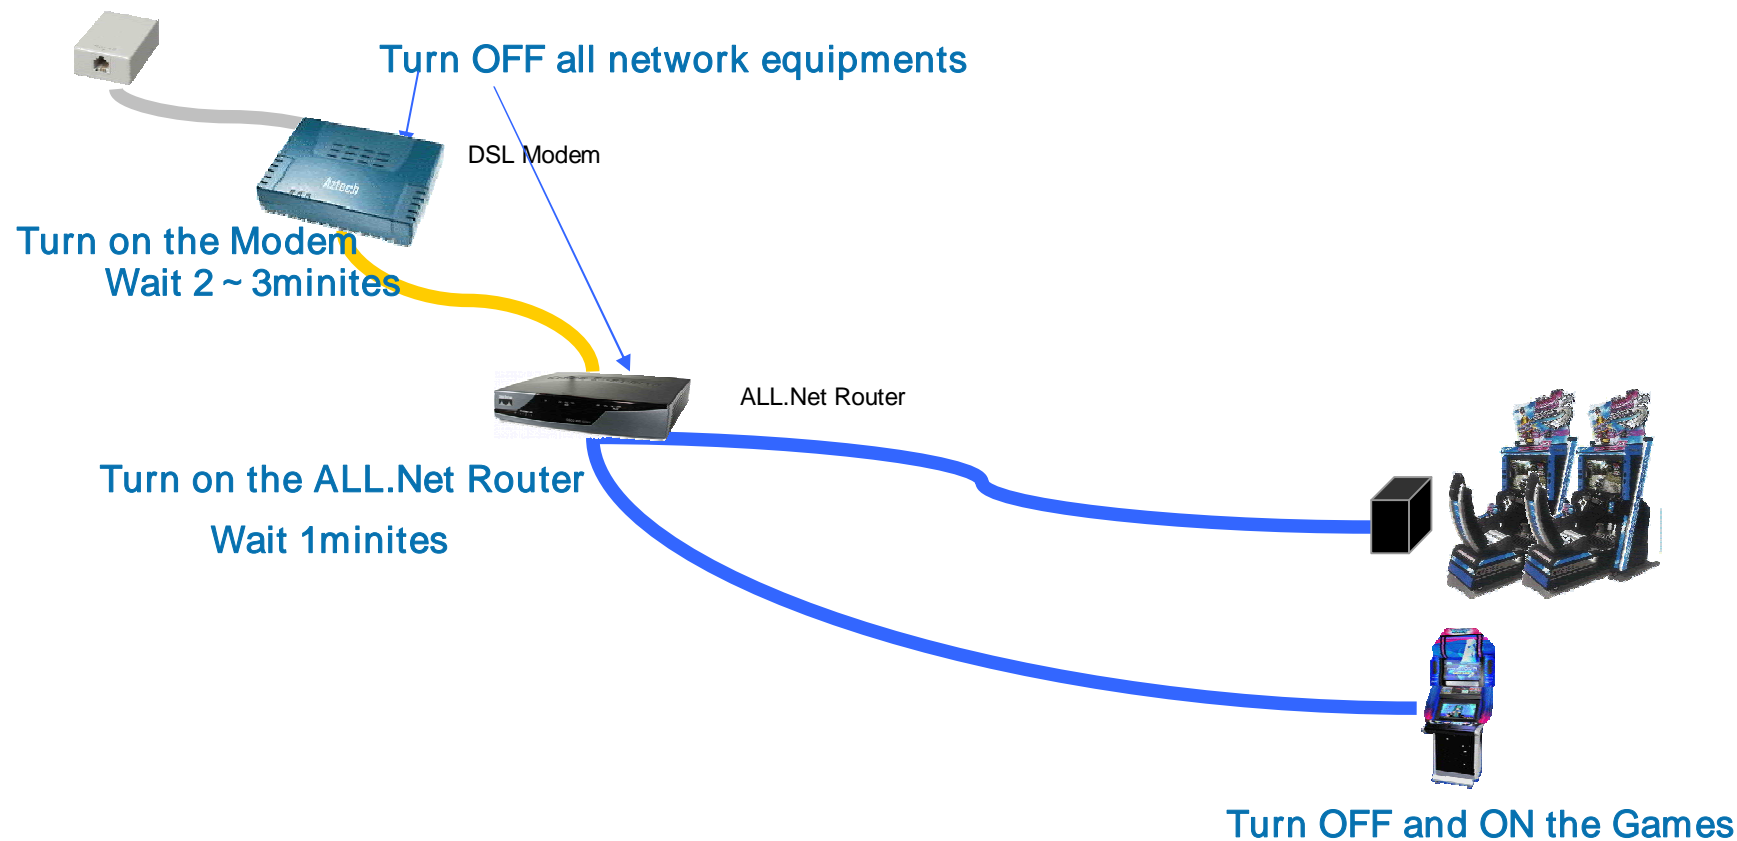 Turn OFF all network equipments
DSL Modem
Aztech
Turn on the Modem
Wait 2 ~ 3minites
ALL.Net Router
Turn on the ALL.Net Router
Wait 1minites
Turn OFF and ON the Games